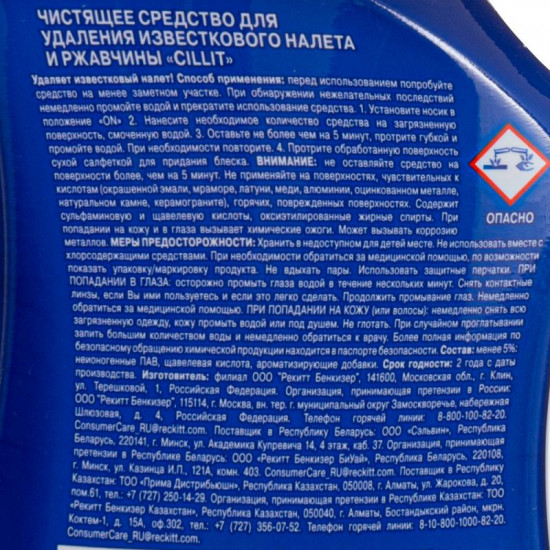 ЧИСТЯЩЕЕ СРЕДСТВО ДЛЯ
УДАЛЕНИЯ ИЗВЕСТКОВОГО НАЛЕТА
И РЖАВЧИНЫ «CILLIT»
Удаляет известковый налет! Способ применения: перед использованием попробуйте
средство на менее заметном участке. При обнаружении нежелательных последствий
немедленно промойте водой и прекратите использование средства. 1. Установите носик в
положение «ON» 2. Нанесите необходимое количество средства на загрязненную
поверхность, смоченную водой. 3. Оставьте не более чем на 5 минут, протрите губкой и
промойте водой. При необходимости повторите. 4. Протрите обработанную поверхность
сухой салфеткой для придания блеска. ВНИМАНИЕ: не оставляйте средство на
поверхности более, чем на 5 минут. Не применяйте на поверхностях, чувствительных к
кислотам (окрашенной эмали, мраморе, латуни, меди, алюминии, оцинкованном металле,
натуральном камне, керамограните), горячих, поврежденных поверхностях. Содержит
сульфаминовую и щавелевую кислоты, оксиэтилированные жирные спирты. При
попадании на кожу и в глаза вызывает химические ожоги. Может вызывать коррозию
металлов. МЕРЫ ПРЕДОСТОРОЖНОСТИ: Хранить в недоступном для детей месте. Не использовать вместе с
хлорсодержащими средствами. При необходимости обратиться за медицинской помощью, по возможности
показать упаковку/маркировку продукта. Не вдыхать пары. Использовать защитные перчатки. ПРИ
ПОПАДАНИИ В ГЛАЗА: осторожно промыть глаза водой в течение нескольких минут. Снять контактные
линзы, если Вы ими пользуетесь и если это легко сделать. Продолжить промывание глаз. Немедленно
обратиться за медицинской помощью. ПРИ ПОПАДАНИИ НА КОЖУ (или волосы): немедленно снять всю
загрязненную одежду, кожу промыть водой или под душем. Не глотать. При случайном проглатывании
запить большим количеством воды и немедленно обратиться к врачу. Более полная информация по
безопасному обращению химической продукции находится в паспорте безопасности. Состав: менее 5%:
неионогенные ПАВ, щавелевая кислота, ароматизирующие добавки. Срок годности: 2 года с даты
производства. Изготовитель: филиал ООО "Рекитт Бенкизер", 141600, Московская обл., г. Клин,
ул. Терешковой, 1, Российская Федерация. Организация, принимающая претензии в России:
ООО "Рекитт Бенкизер", 115114, г. Москва, вн. тер. г. муниципальный округ Замоскворечье, набережная
Шлюзовая, д. 4, Российская Федерация. Телефон горячей линии: 8-800-100-82-20.
ConsumerCare_RU@reckitt.com. Поставщик в Республику Беларусь: ООО «Сальвин», Республика
Беларусь, 220141, г. Минск, ул. Академика Купревича 14, 4 этаж, каб. 37. Организация, принимающая
претензии в Республике Беларусь: ООО «Рекитт Бенкизер БиУай», Республика Беларусь, 220108,
г. Минск, ул. Казинца И.П., 121А, комн. 403. ConsumerCare_RU@reckitt.com. Поставщик в Республику
Казахстан: ТОО «Прима Дистрибьюшн», Республика Казахстан, 050008, г. Алматы, ул. Жарокова, д. 20,
пом.61, тел.: +7 (727) 250-14-29. Организация, принимающая претензии в Республике Казахстан: ТОО
«Рекитт Бенкизер Казахстан», Республика Казахстан, 050040, г. Алматы, Бостандыкский район, мкрн.
Коктем-1, д. 15А, оф.302, тел.: +7 (727) 356-07-52. Телефон горячей линии: 8-10-800-1000-82-20.
ConsumerCare_RU@reckitt.com
ОПАСНО